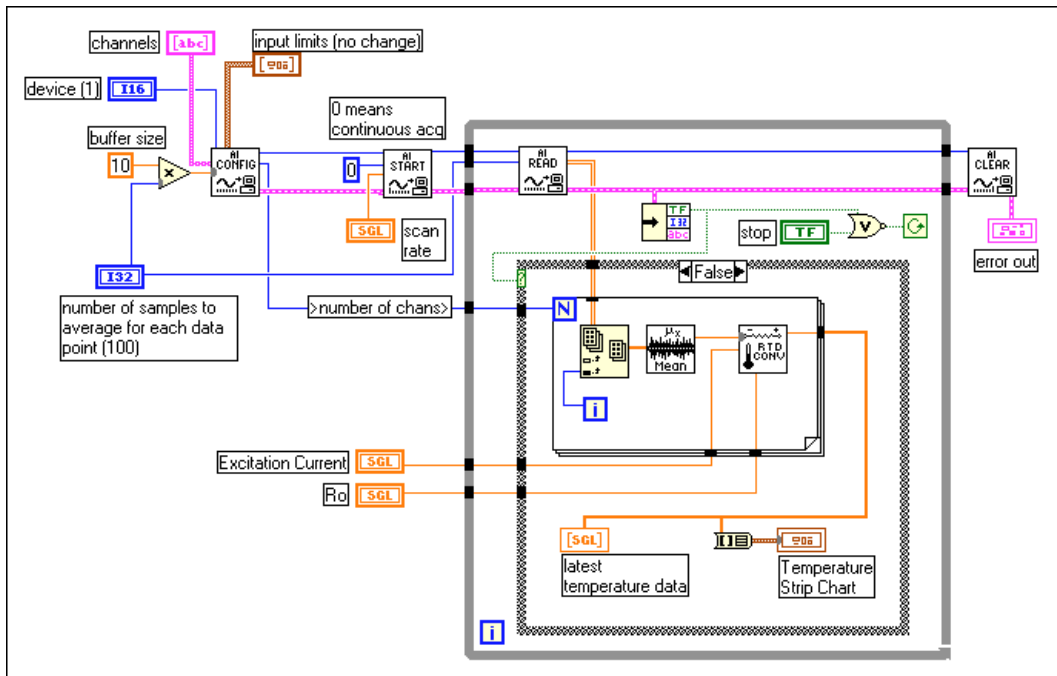 channels
[abc]
input limits (no change)
device (1)
I16
0 means
continuous acq
buffer size
10
x
AI
CONFIG
0
AI
START
AI
READ
AI
CLEAR
SGL
scan
rate
TF
I32
abc
stop
TF
V
error out
I32
number of samples to
average for each data
point (100)
>number of chans>
?
False
N
i
μx
Mean
- +
RTD
CONV
Excitation Current
SGL
Ro
SGL
[SGL]
latest
temperature data
Temperature
Strip Chart
i